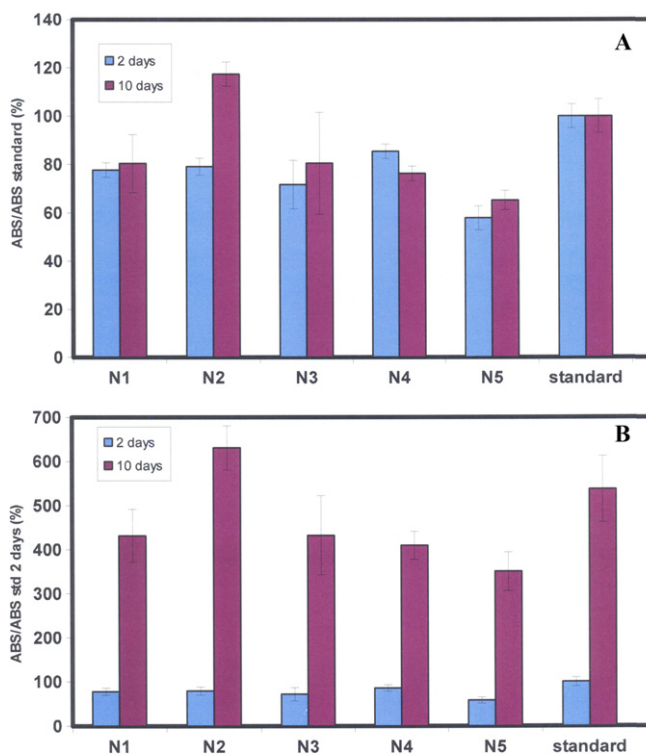 A
2 days
10 days
ABS/ABS standard (%)
140
120
100
80
60
40
20
0
N1 N2 N3 N4 N5 standard
B
2 days
10 days
ABS/ABS std 2 days (%)
700
600
500
400
300
200
100
0
N1 N2 N3 N4 N5 standard